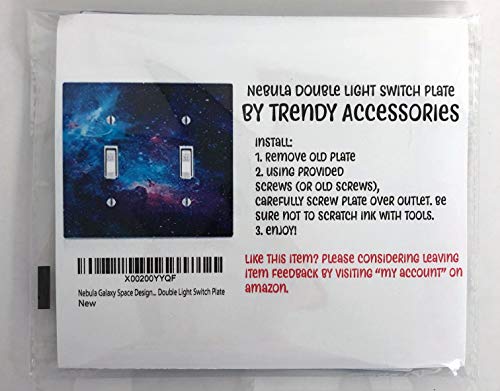 NEBULA DOUBLE LIGHT SWITCH PLATE
BY TRENDY ACCESSORIES
INSTALL:
1. REMOVE OLD PLATE
2. USING PROVIDED
SCREWS (OR OLD SCREWS),
CAREFULLY SCREW PLATE OVER OUTLET. BE
SURE NOT TO SCRATCH INK WITH TOOLS.
3. ENJOY!
LIKE THIS ITEM? PLEASE CONSIDERING LEAVING
ITEM FEEDBACK BY VISITING "MY ACCOUNT" ON
AMAZON.
X00200YYQF
Nebula Galaxy Space Design... Double Light Switch Plate
New